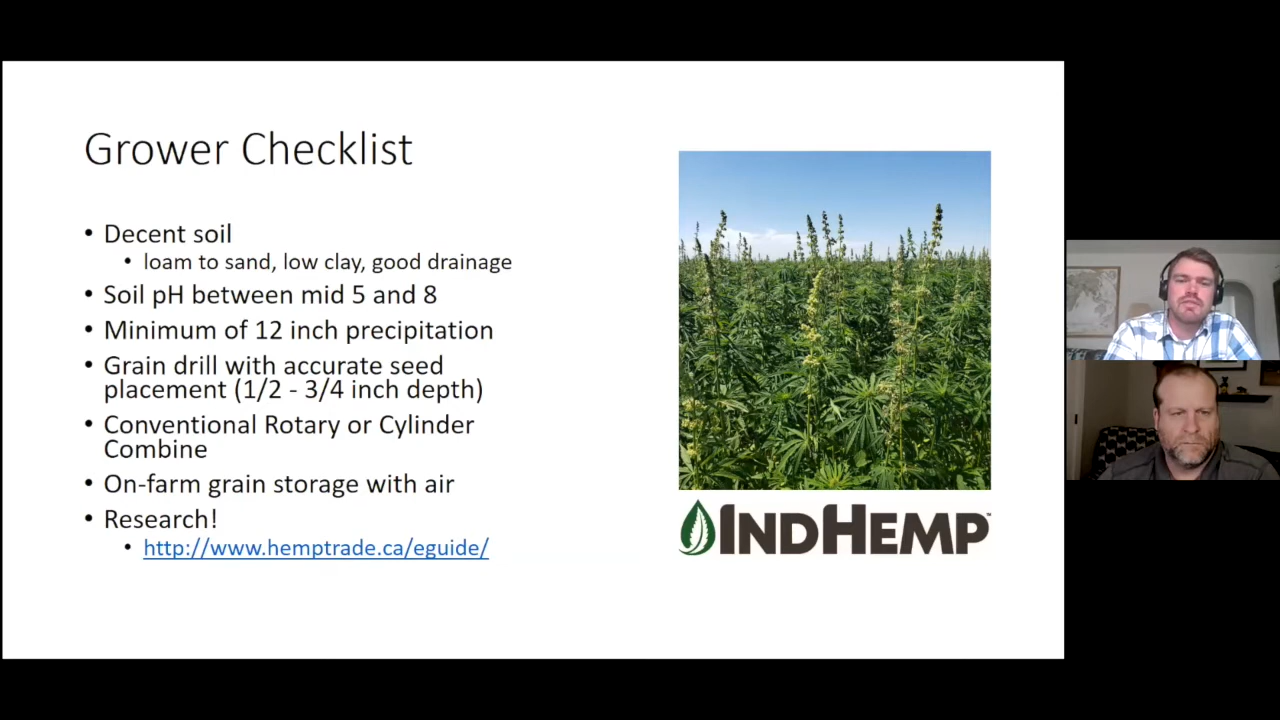 Grower Checklist
• Decent soil
• loam to sand, low clay, good drainage
• Soil pH between mid 5 and 8
• Minimum of 12 inch precipitation
• Grain drill with accurate seed
placement (1/2 - 3/4 inch depth)
• Conventional Rotary or Cylinder
Combine
• On-farm grain storage with air
• Research!
• http://www.hemptrade.ca/eguide/
INDHEMP™